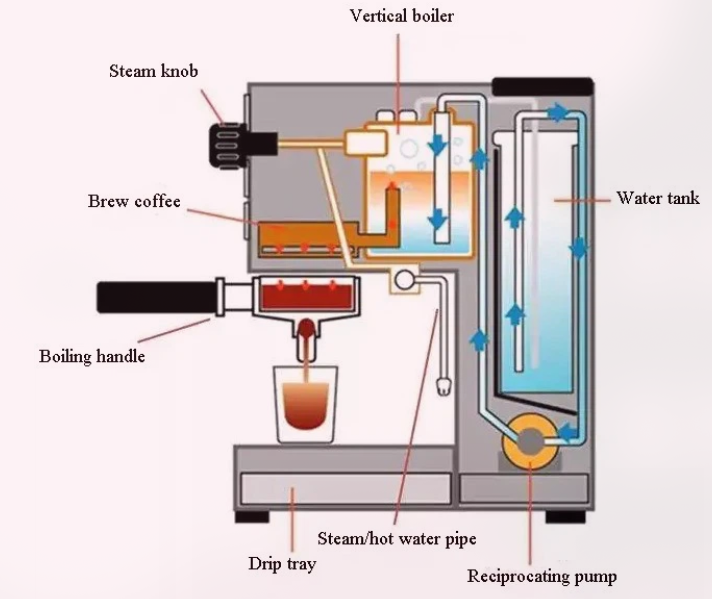 Vertical boiler
Steam knob
Brew coffee
Water tank
Boiling handle
Steam/hot water pipe
Drip tray
Reciprocating pump